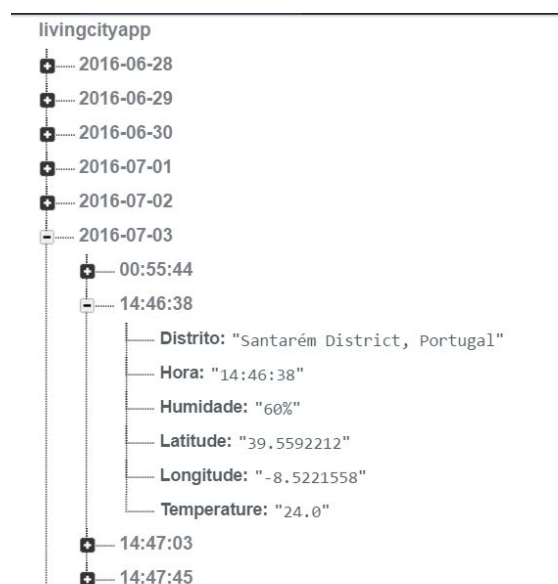 livingcityapp
2016-06-28
2016-06-29
2016-06-30
2016-07-01
2016-07-02
2016-07-03
00:55:44
14:46:38
Distrito: "Santarém District, Portugal"
Hora: "14:46:38"
Humidade: "60%"
Latitude: "39.5592212"
Longitude: "-8.5221558"
Temperature: "24.0"
14:47:03
14:47:45